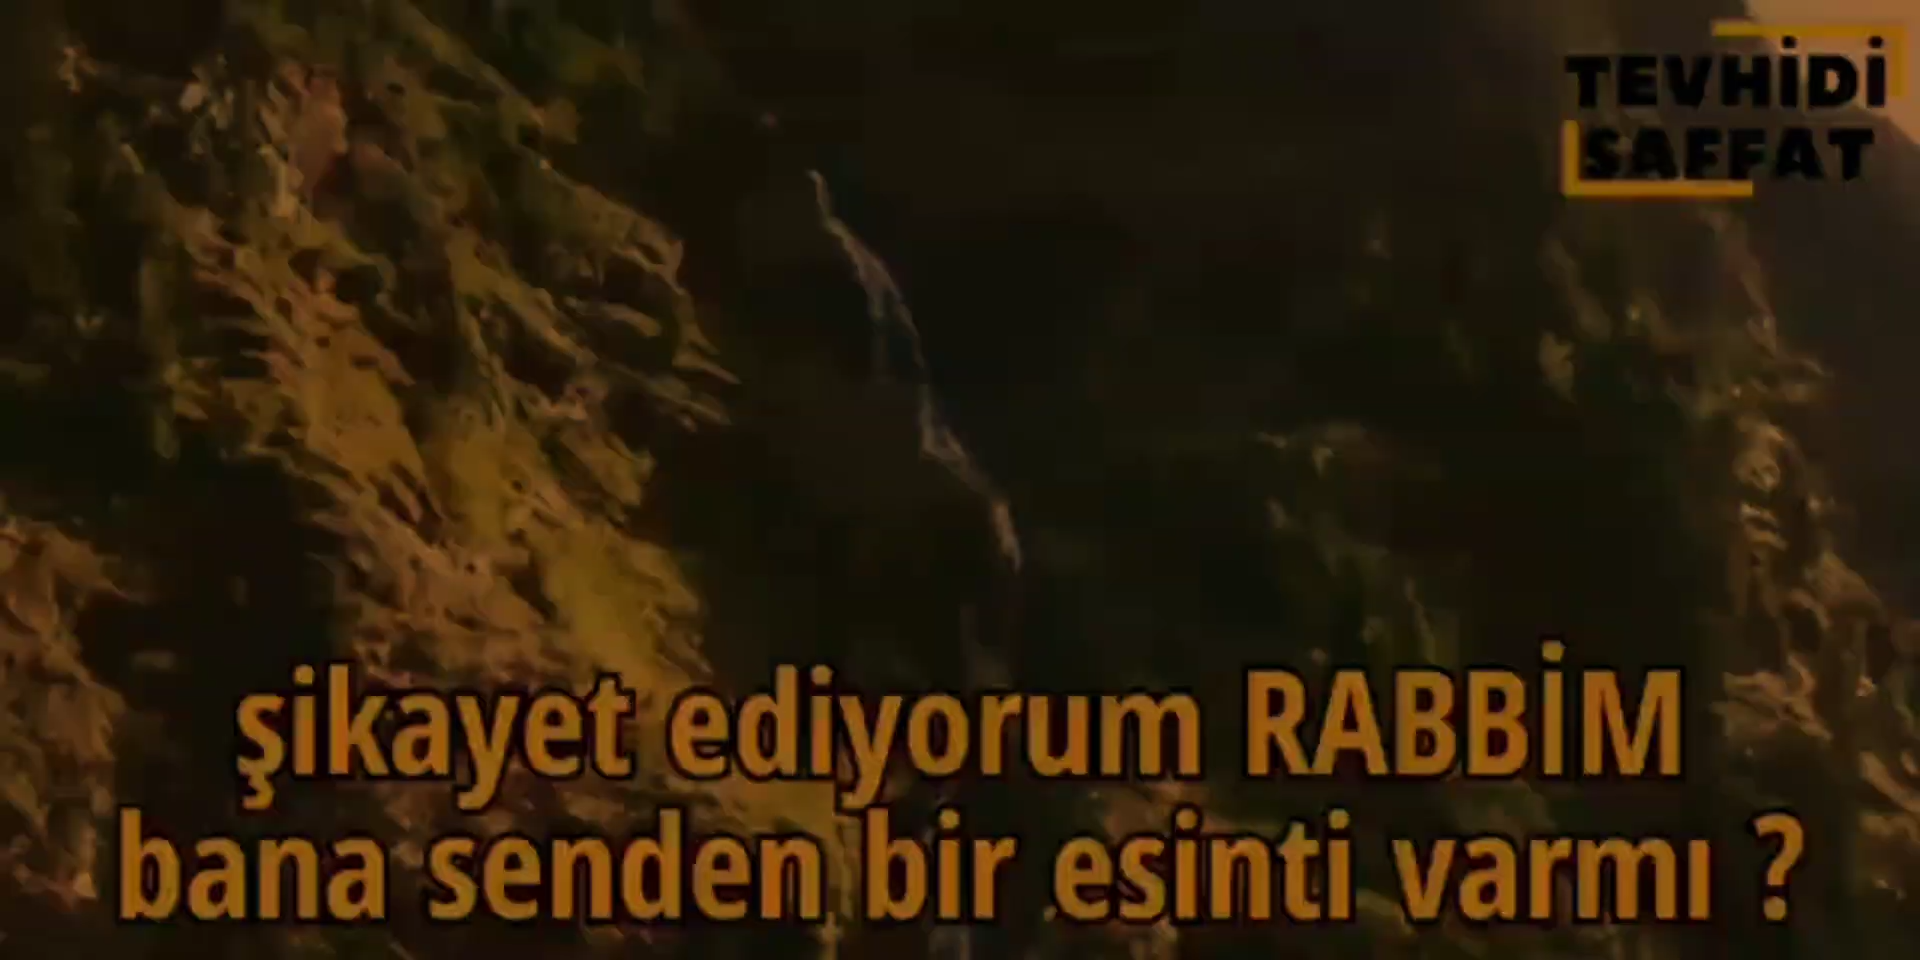 TEVHİDİ
SAFFAT
şikayet ediyorum RABBİM
bana senden bir esinti varmı ?